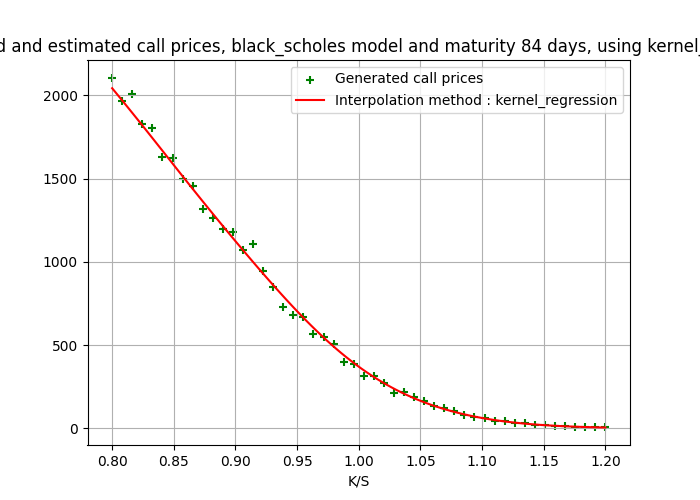 and estimated call prices, black_scholes model and maturity 84 days, using kernel_
Generated call prices
Interpolation method : kernel_regression
2000
1500
1000
500
0
0.80 0.85 0.90 0.95 1.00 1.05 1.10 1.15 1.20
K/S